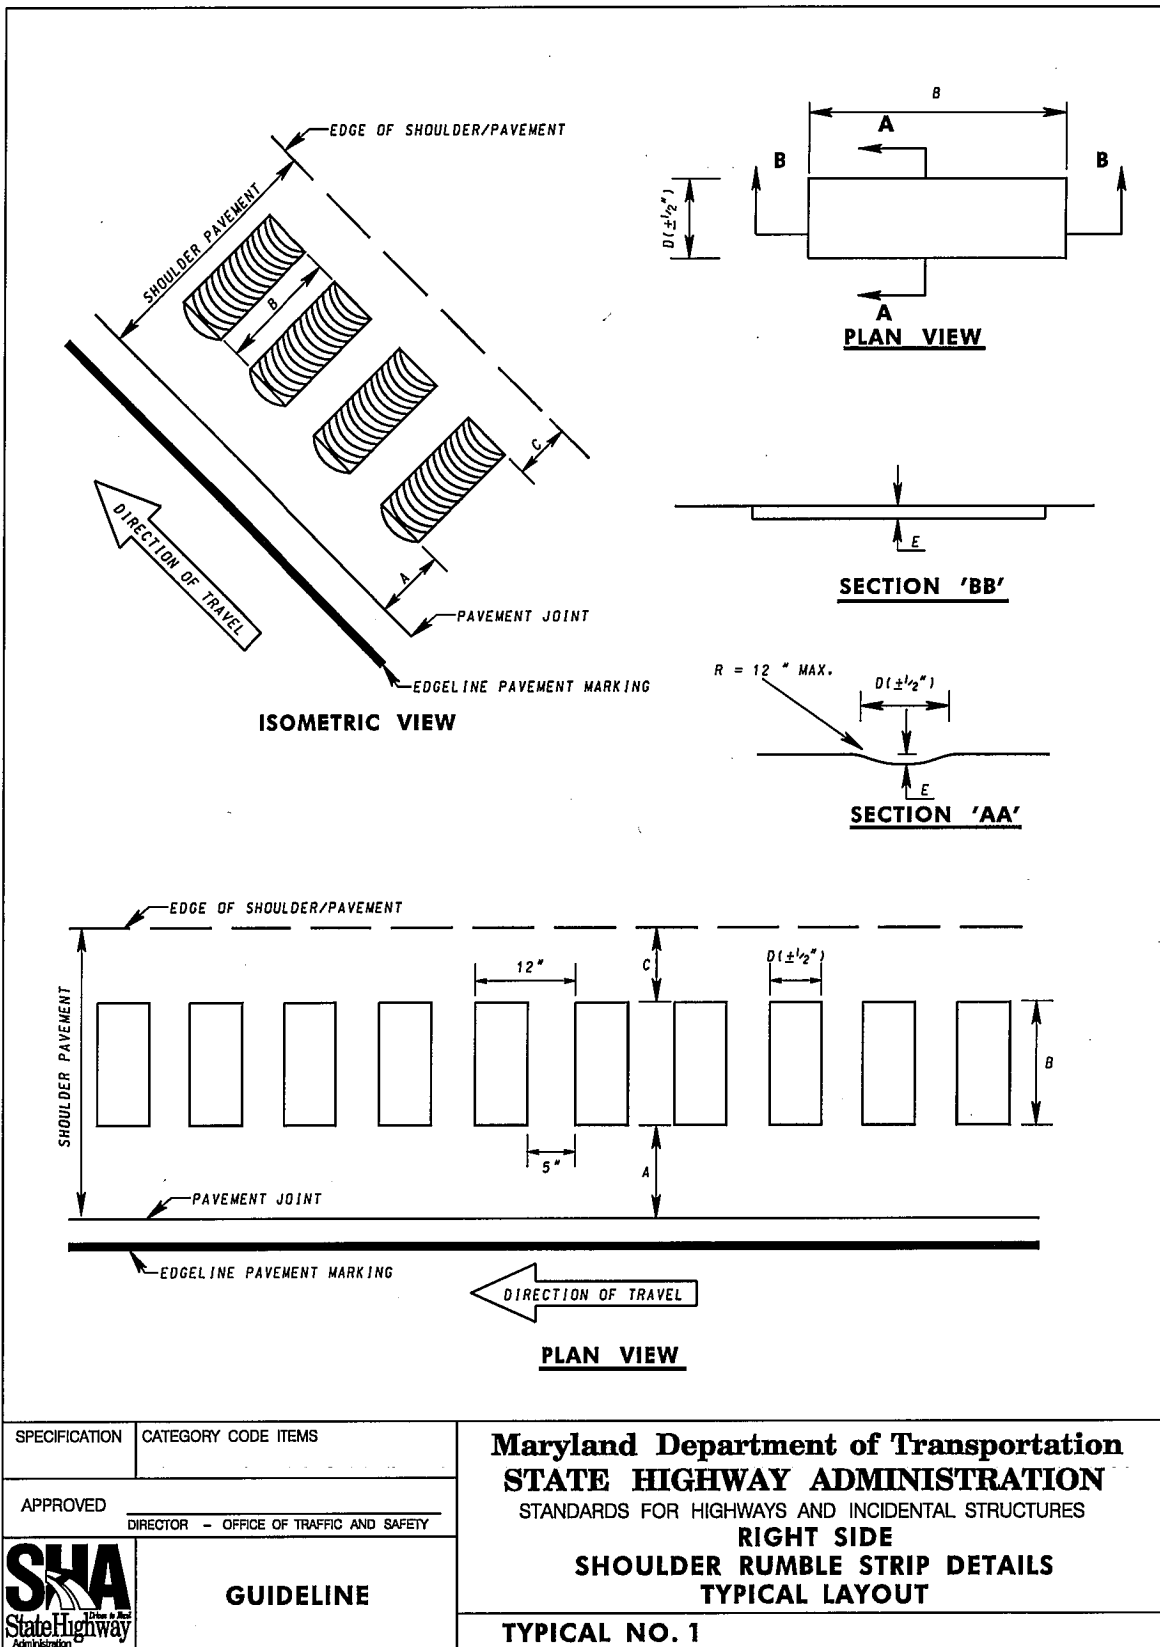 EDGE OF SHOULDER/PAVEMENT
SHOULDER PAVEMENT
B
C
A
DIRECTION OF TRAVEL
PAVEMENT JOINT
EDGELINE PAVEMENT MARKING
ISOMETRIC VIEW
B
A
B
B
D(±1/2")
A
PLAN VIEW
E
SECTION 'BB'
R = 12 " MAX.
D(±1/2")
E
SECTION 'AA'
EDGE OF SHOULDER/PAVEMENT
SHOULDER PAVEMENT
12"
C
D(±1/2")
B
5"
A
PAVEMENT JOINT
EDGELINE PAVEMENT MARKING
DIRECTION OF TRAVEL
PLAN VIEW
SPECIFICATION
CATEGORY CODE ITEMS
APPROVED
DIRECTOR - OFFICE OF TRAFFIC AND SAFETY
SHA
Driven to Excel
StateHighway
Administration
GUIDELINE
Maryland Department of Transportation
STATE HIGHWAY ADMINISTRATION
STANDARDS FOR HIGHWAYS AND INCIDENTAL STRUCTURES
RIGHT SIDE
SHOULDER RUMBLE STRIP DETAILS
TYPICAL LAYOUT
TYPICAL NO. 1